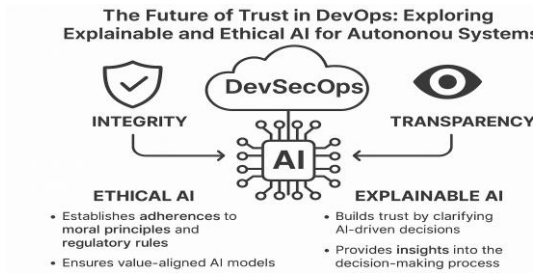 The Future of Trust in DevOps: Exploring
Explainable and Ethical AI for Autononou Systems
DevSecOps
INTEGRITY
TRANSPARENCY
AI
ETHICAL AI
• Establishes adherences to
moral principles and
regulatory rules
• Ensures value-aligned AI models
EXPLAINABLE AI
• Builds trust by clarifying
AI-driven decisions
• Provides insights into the
decision-making process